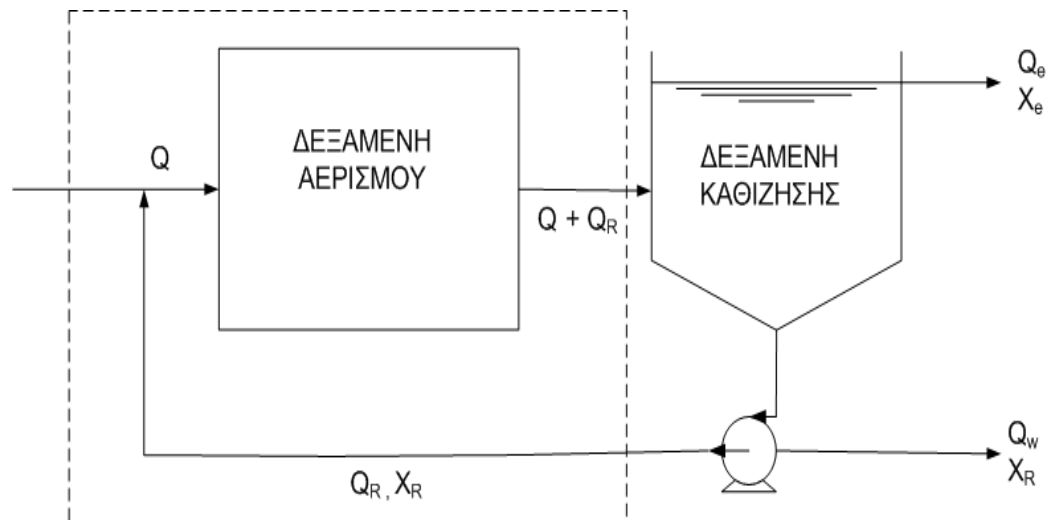 Q
ΔΕΞΑΜΕΝΗ
ΑΕΡΙΣΜΟΥ
Q + QR
ΔΕΞΑΜΕΝΗ
ΚΑΘΙΖΗΣΗΣ
Qe
Xe
QR , XR
Qw
XR